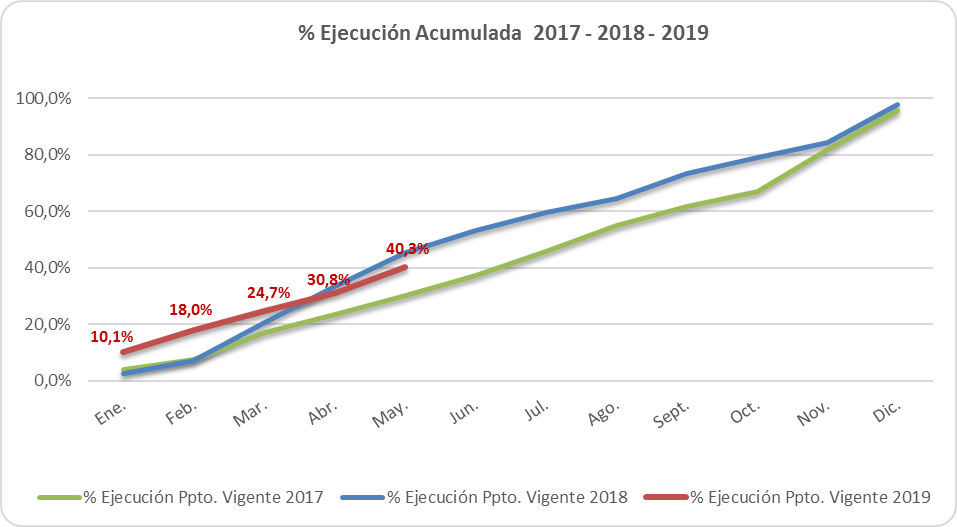 % Ejecución Acumulada  2017 - 2018 - 2019
100,0%
80,0%
60,0%
40,0%
20,0%
0,0%
10,1%
18,0%
24,7%
30,8%
40,3%
Ene.
Feb.
Mar.
Abr.
May.
Jun.
Jul.
Ago.
Sept.
Oct.
Nov.
Dic.
% Ejecución Ppto. Vigente 2017
% Ejecución Ppto. Vigente 2018
% Ejecución Ppto. Vigente 2019